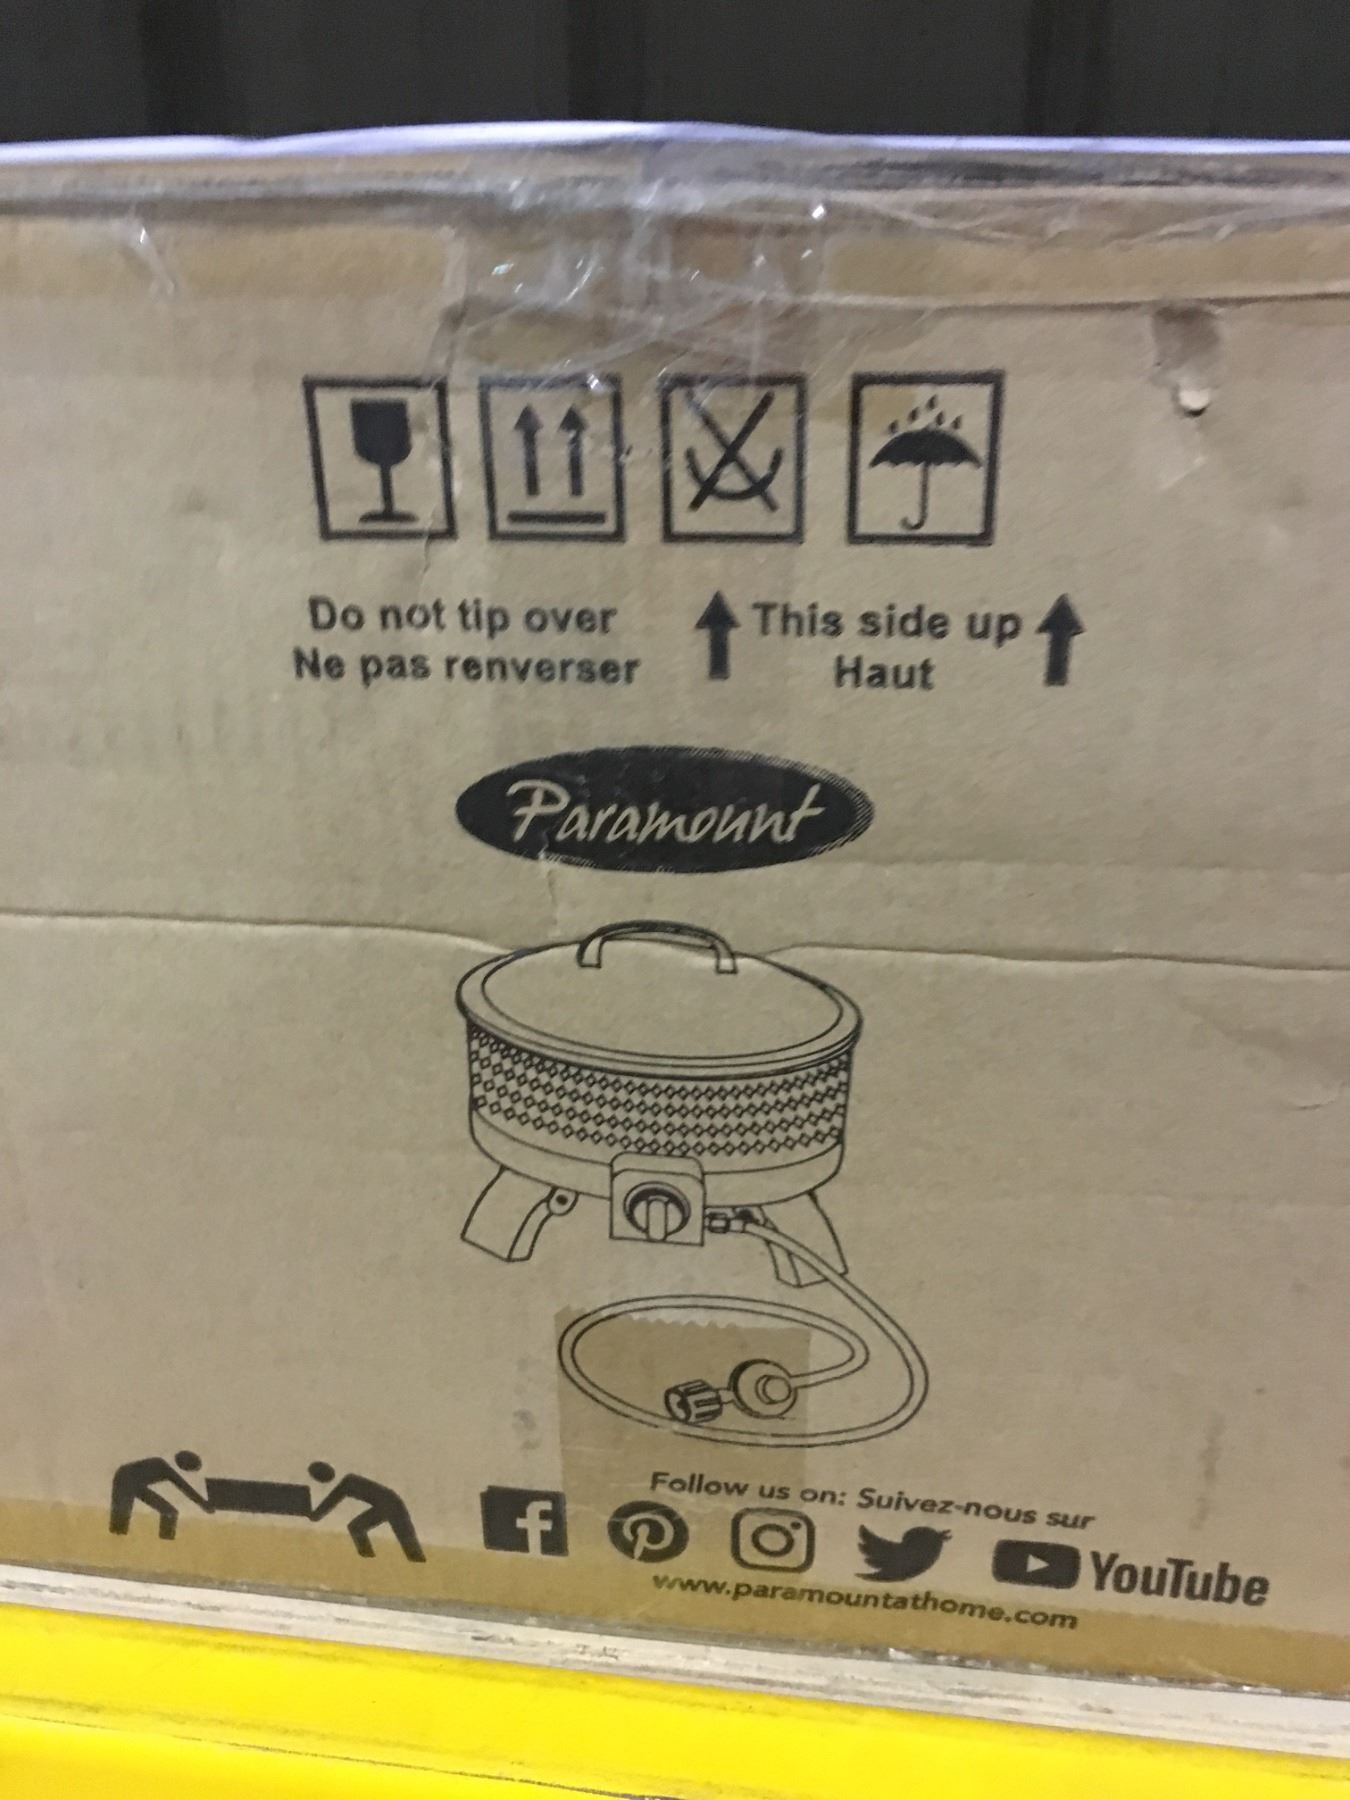 Do not tip over
Ne pas renverser
This side up
Haut
Paramount
Follow us on: Suivez-nous sur
YouTube
www.paramountathome.com